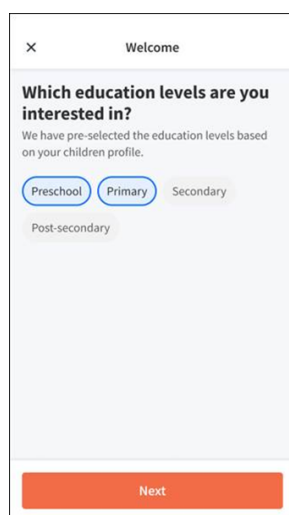 Welcome
Which education levels are you
interested in?
We have pre-selected the education levels based
on your children profile.
Preschool Primary Secondary
Post-secondary
Next